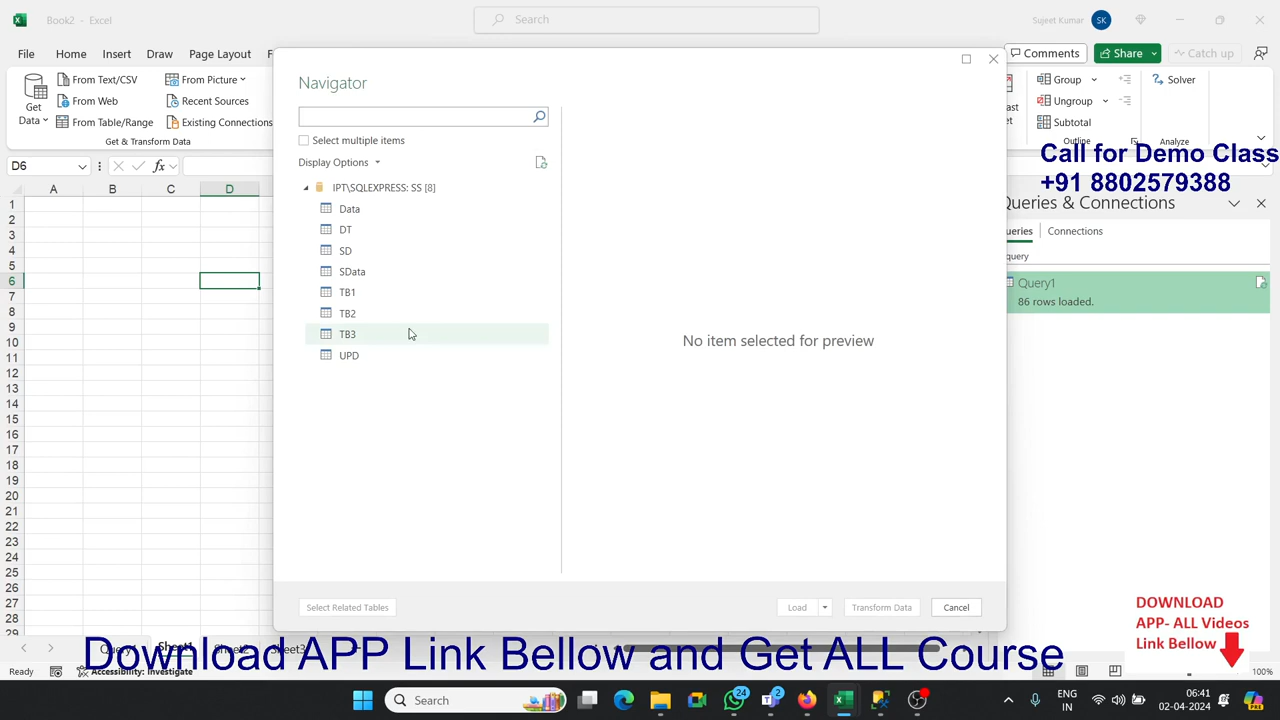 Book2 - Excel
Search
Sujeet Kumar
SK
File
Home
Insert
Draw
Page Layout
Comments
Share
Catch up
Get
Data
From Text/CSV
From Web
From Table/Range
From Picture
Recent Sources
Existing Connections
Get & Transform Data
Group
Ungroup
Subtotal
Outline
Solver
Analyze
Call for Demo Class
+91 8802579388
D6
fx
A
B
C
D
1
2
3
4
5
6
7
8
9
10
11
12
13
14
15
16
17
18
19
20
21
22
23
24
25
26
27
28
29
Navigator
Select multiple items
Display Options
IPT\SQLEXPRESS: SS [8]
Data
DT
SD
SData
TB1
TB2
TB3
UPD
No item selected for preview
Select Related Tables
Load
Transform Data
Cancel
Queries & Connections
Connections
query
Query1
86 rows loaded.
DOWNLOAD
APP- ALL Videos
Link Bellow
Download APP Link Bellow and Get ALL Course
Sheet1
Ready
Accessibility: Investigate
100%
Search
24
2
ENG
IN
06:41
02-04-2024